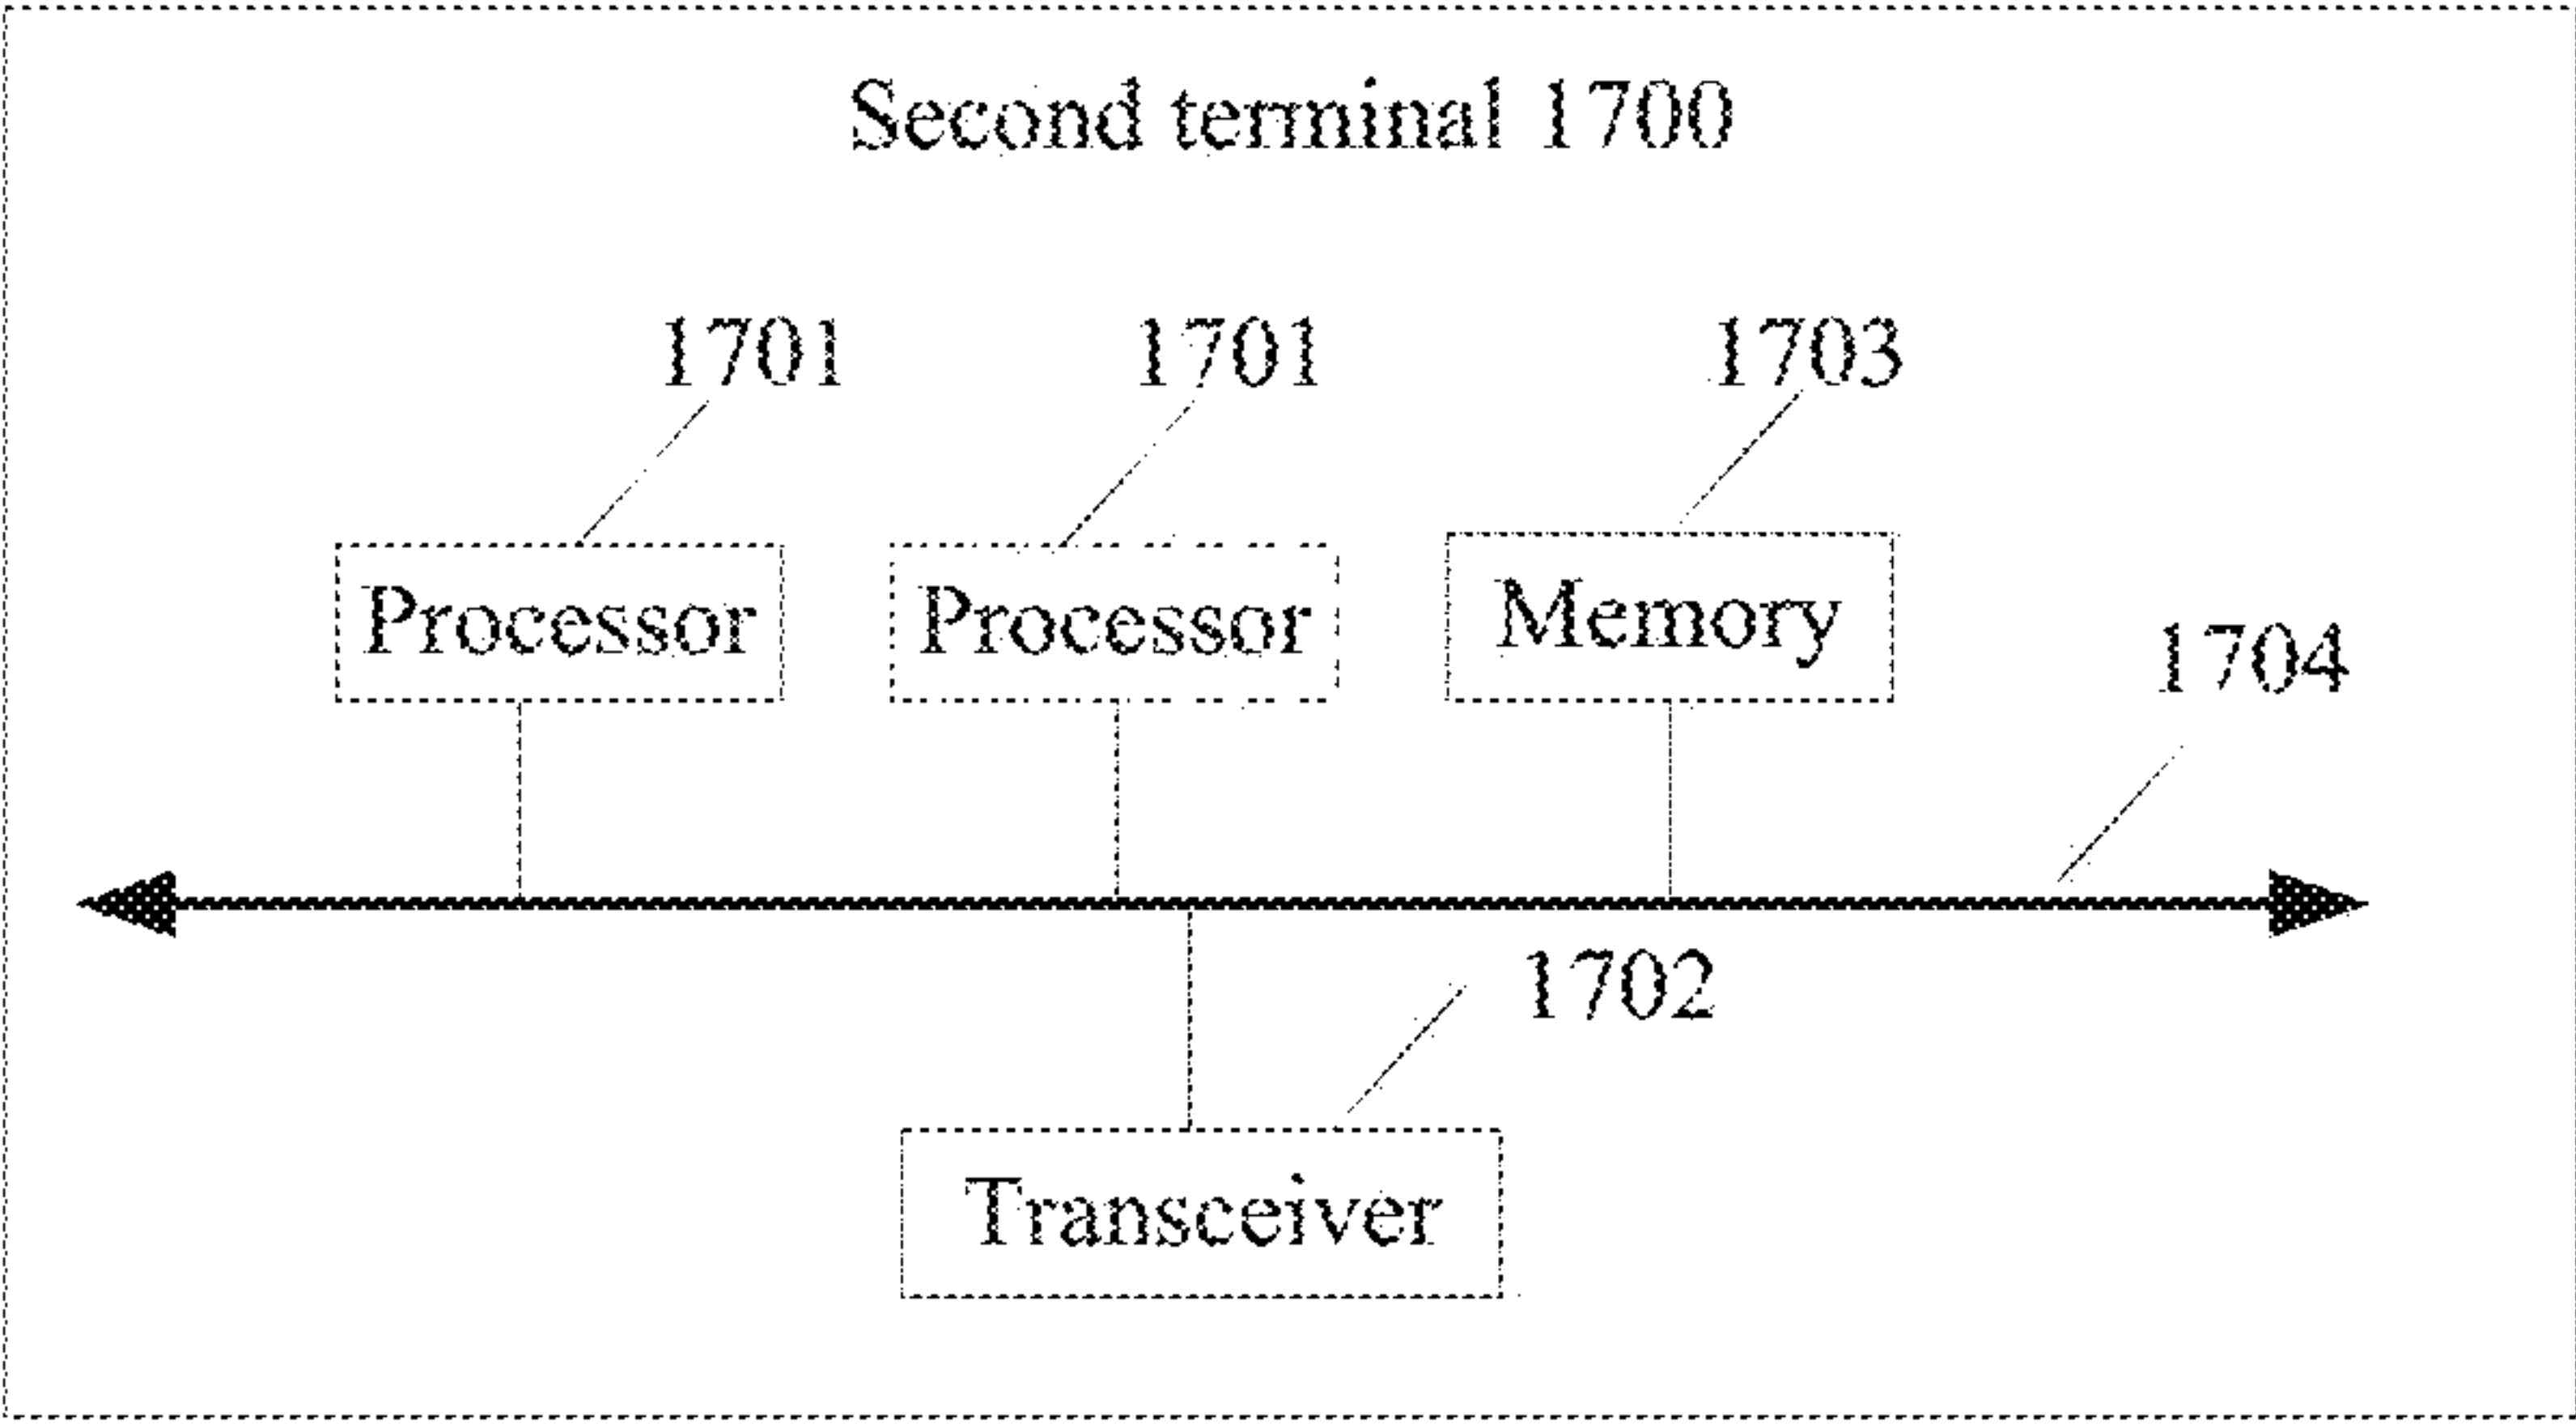 Second terminal 1700
1701 1701 1703
Processor Processor Memory
1704
1702
Transceiver